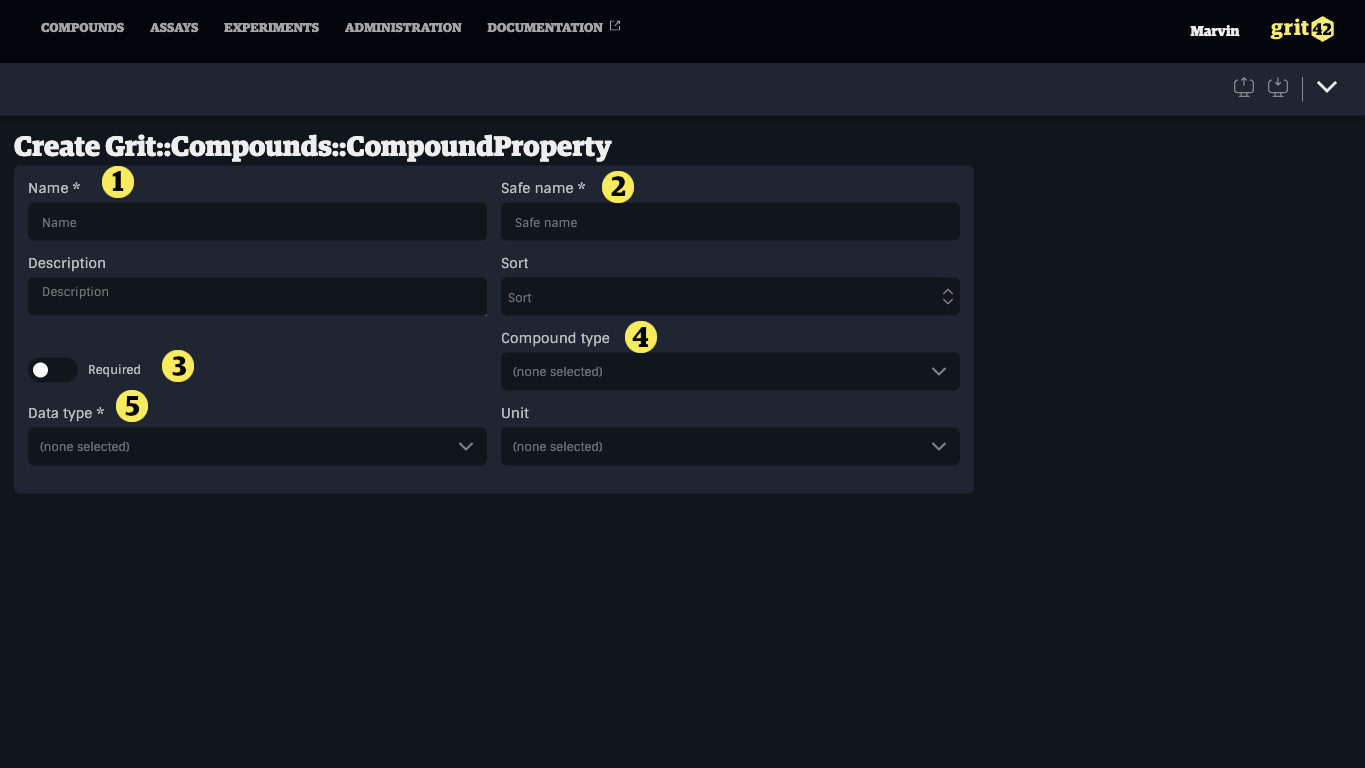 COMPOUNDS ASSAYS EXPERIMENTS ADMINISTRATION DOCUMENTATION Marvin grit42
Create Grit::Compounds::CompoundProperty
Name * 1 Safe name * 2
Name Safe name
Description Sort
Description Sort
Compound type 4
Required 3 (none selected)
Data type * 5 Unit
(none selected) (none selected)